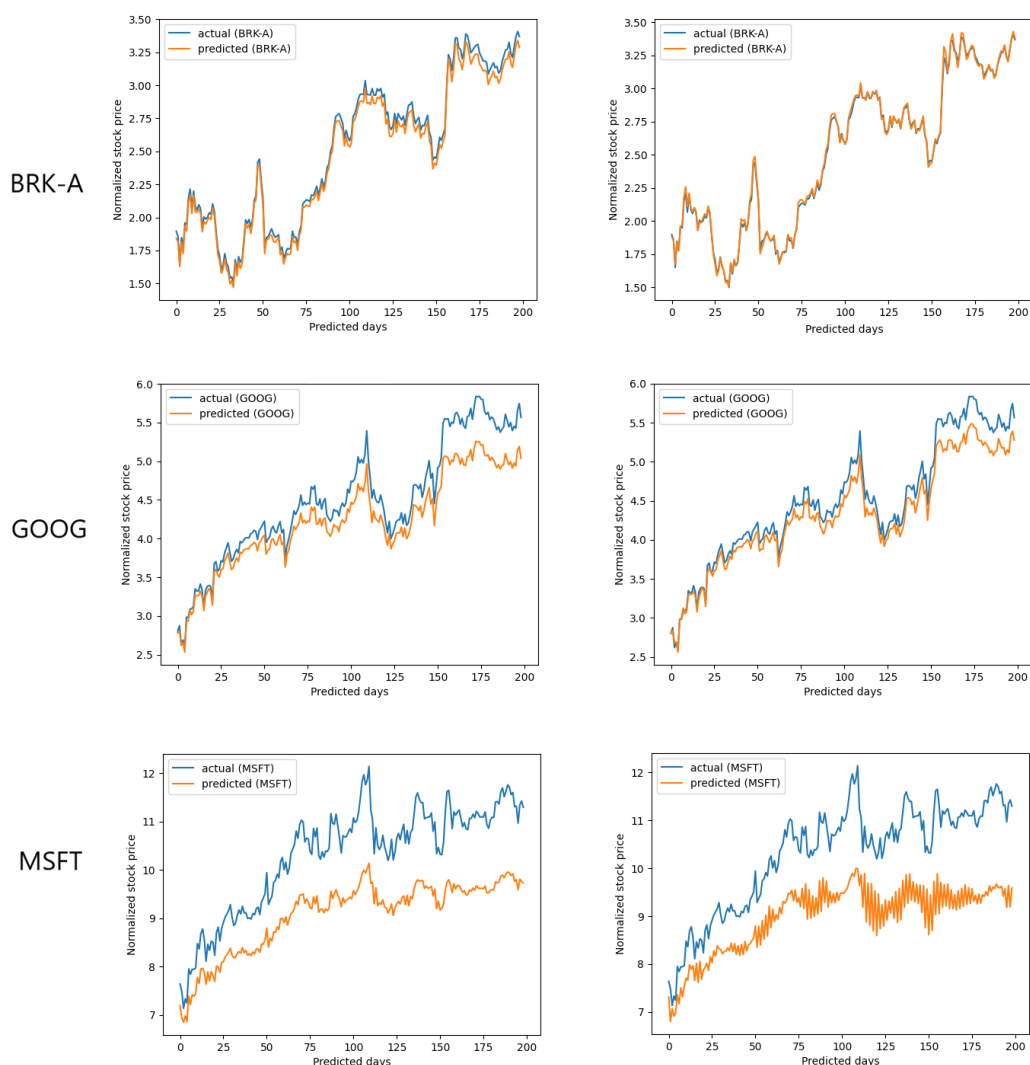 BRK-A
actual (BRK-A)
predicted (BRK-A)
Normalized stock price
3.50
3.25
3.00
2.75
2.50
2.25
2.00
1.75
1.50
0 25 50 75 100 125 150 175 200
Predicted days
actual (BRK-A)
predicted (BRK-A)
Normalized stock price
3.50
3.25
3.00
2.75
2.50
2.25
2.00
1.75
1.50
0 25 50 75 100 125 150 175 200
Predicted days
GOOG
actual (GOOG)
predicted (GOOG)
Normalized stock price
6.0
5.5
5.0
4.5
4.0
3.5
3.0
2.5
0 25 50 75 100 125 150 175 200
Predicted days
actual (GOOG)
predicted (GOOG)
Normalized stock price
6.0
5.5
5.0
4.5
4.0
3.5
3.0
2.5
0 25 50 75 100 125 150 175 200
Predicted days
MSFT
actual (MSFT)
predicted (MSFT)
Normalized stock price
12
11
10
9
8
7
0 25 50 75 100 125 150 175 200
Predicted days
actual (MSFT)
predicted (MSFT)
Normalized stock price
12
11
10
9
8
7
0 25 50 75 100 125 150 175 200
Predicted days